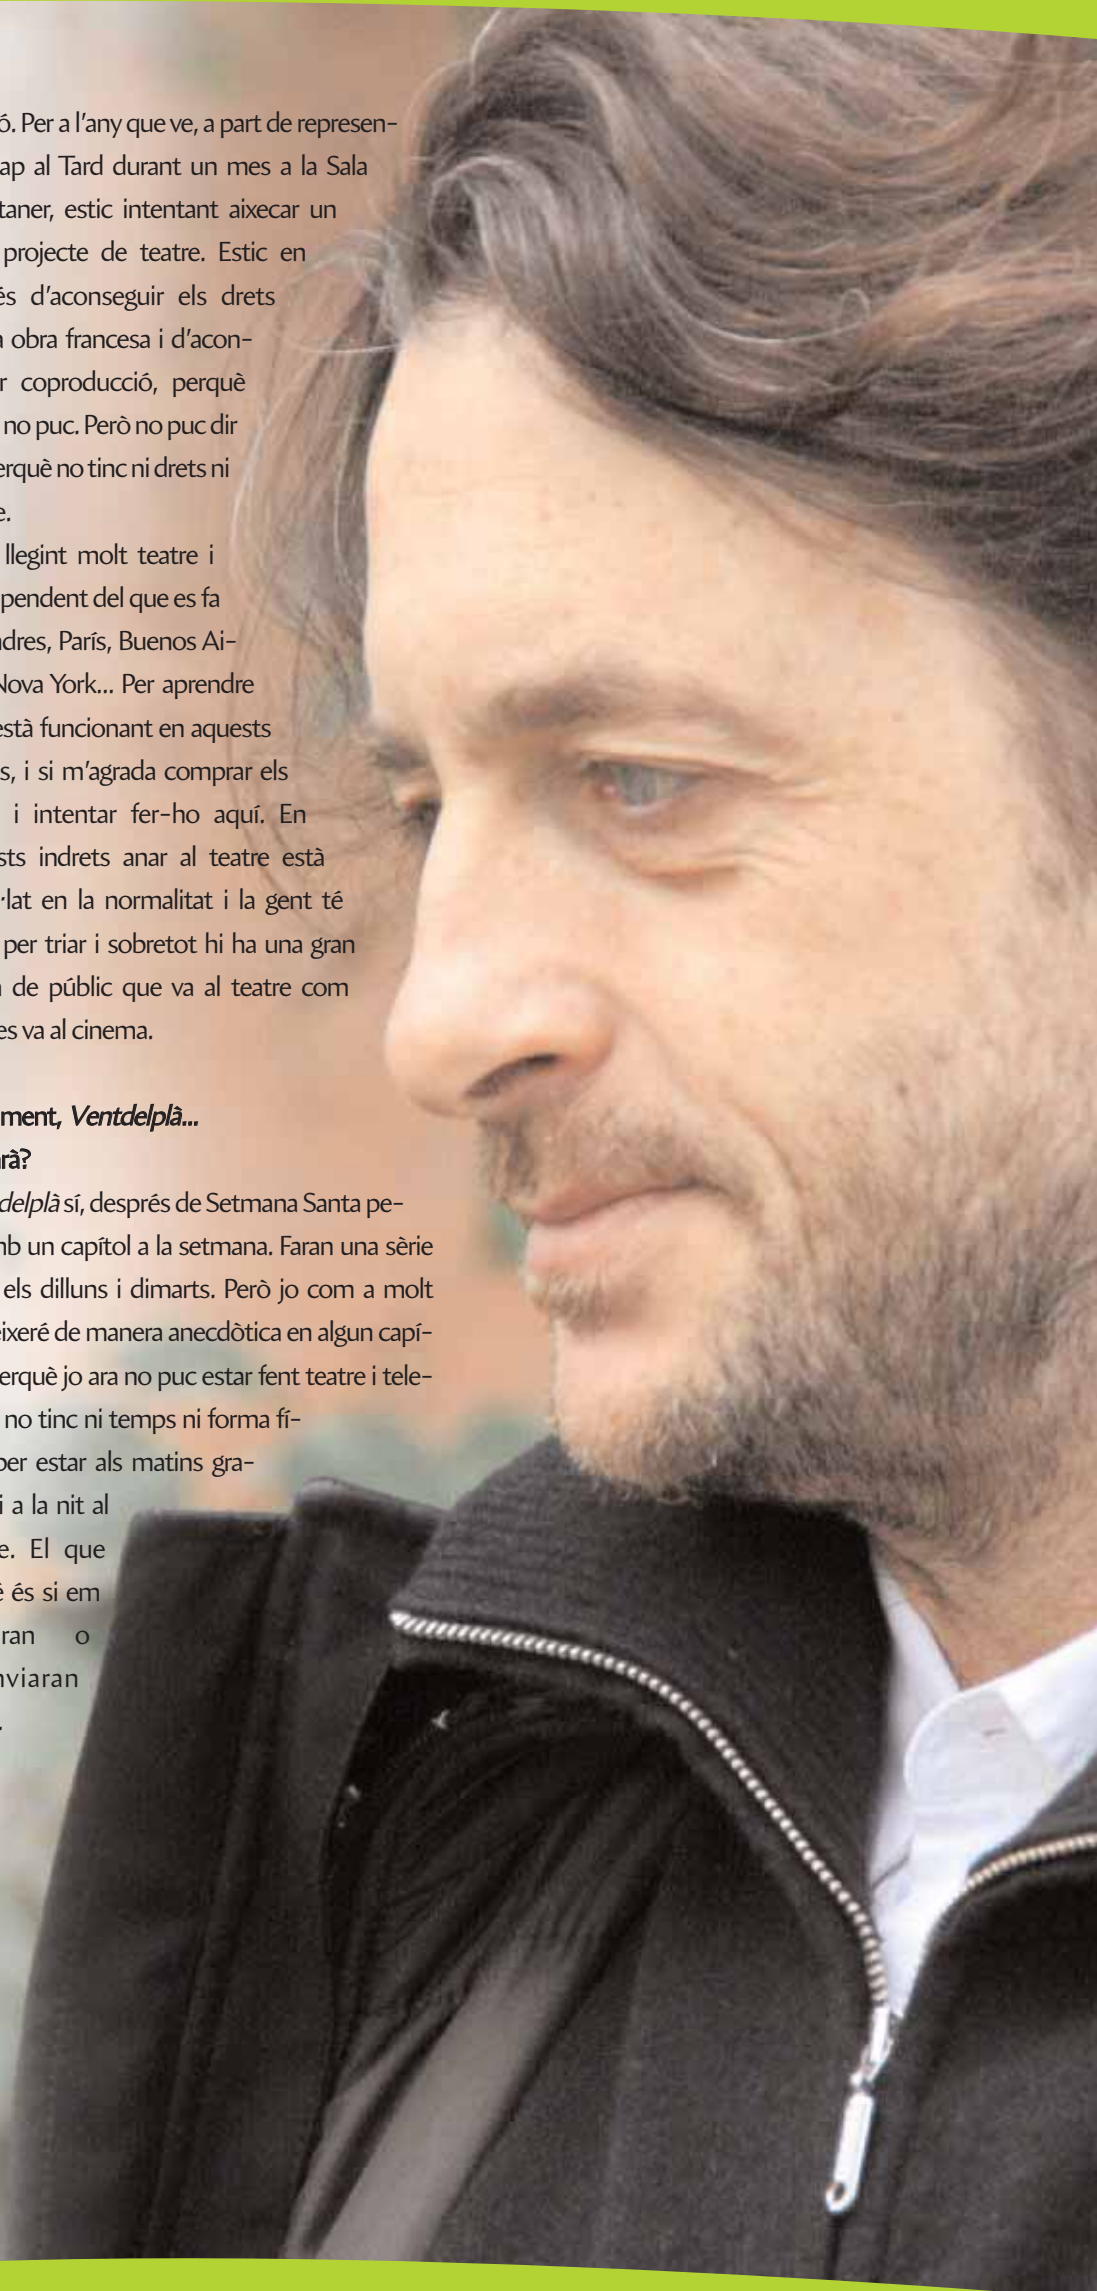 ó. Per a l'any que ve, a part de represen-
ap al Tard durant un mes a la Sala
taner, estic intentant aixecar un
projecte de teatre. Estic en
és d'aconseguir els drets
a obra francesa i d'acon-
r coproducció, perquè
no puc. Però no puc dir
erquè no tinc ni drets ni
e.
llegint molt teatre i
pendent del que es fa
dres, París, Buenos Ai-
Nova York... Per aprendre
està funcionant en aquests
s, i si m'agrada comprar els
i intentar fer-ho aquí. En
sts indrets anar al teatre està
·lat en la normalitat i la gent té
per triar i sobretot hi ha una gran
a de públic que va al teatre com
es va al cinema.
ment, Ventdelplà...
rà?
delplà sí, després de Setmana Santa pe-
mb un capítol a la setmana. Faran una sèrie
els dilluns i dimarts. Però jo com a molt
eixeré de manera anecdòtica en algun capí-
erquè jo ara no puc estar fent teatre i tele-
no tinc ni temps ni forma fí-
per estar als matins gra-
i a la nit al
e. El que
é és si em
ran o
nviaran
.